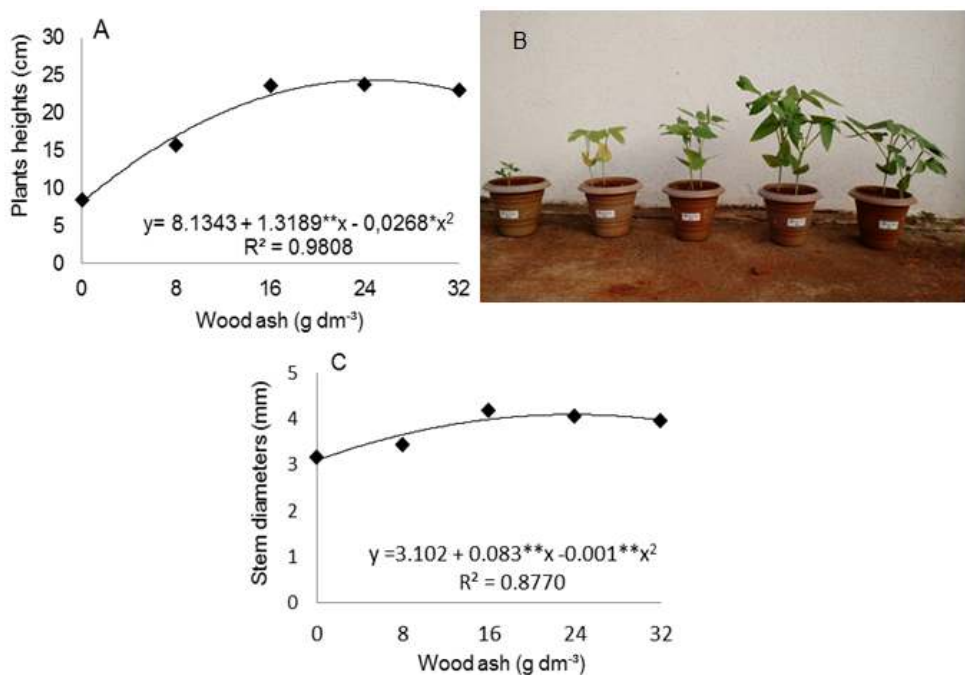 A
Plants heights (cm)
30
25
20
15
10
5
0
y= 8.1343 + 1.3189**x - 0,0268*x²
R² = 0.9808
0 8 16 24 32
Wood ash (g dm⁻³)
B
C
Stem diameters (mm)
5
4
3
2
1
0
y =3.102 + 0.083**x -0.001**x²
R² = 0.8770
0 8 16 24 32
Wood ash (g dm⁻³)